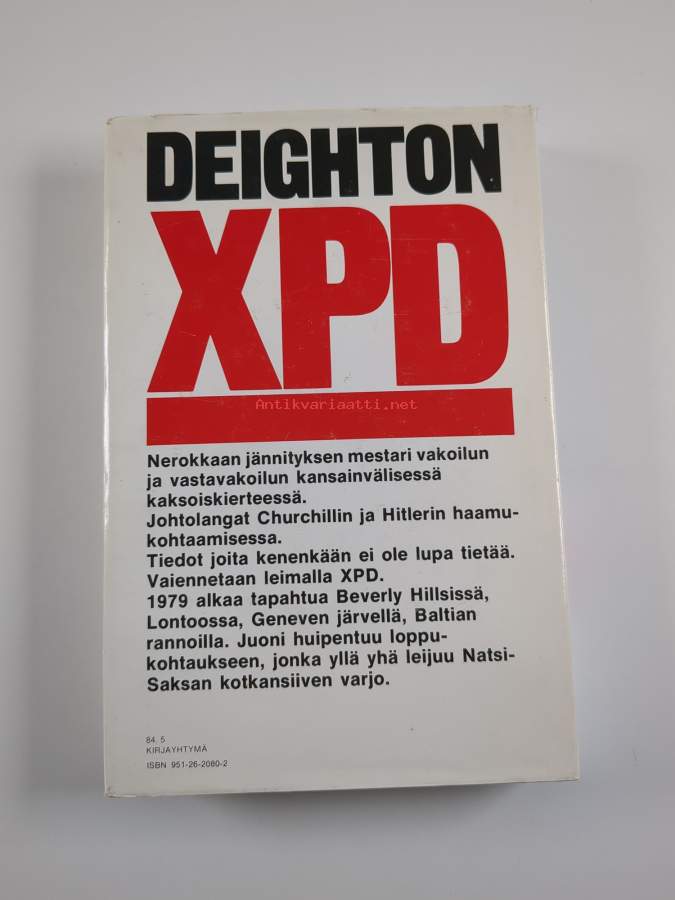 DEIGHTON
XPD
Antikvariaatti.net
Nerokkaan jännityksen mestari vakoilun
ja vastavakoilun kansainvälisessä
kaksoiskierteessä.
Johtolangat Churchillin ja Hitlerin haamu-
kohtaamisessa.
Tiedot joita kenenkään ei ole lupa tietää.
Vaiennetaan leimalla XPD.
1979 alkaa tapahtua Beverly Hillsissä,
Lontoossa, Geneven järvellä, Baltian
rannoilla. Juoni huipentuu loppu-
kohtaukseen, jonka yllä yhä leijuu Natsi-
Saksan kotkansiiven varjo.
84. 5
KIRJAYHTYMÄ
ISBN 951-26-2080-2